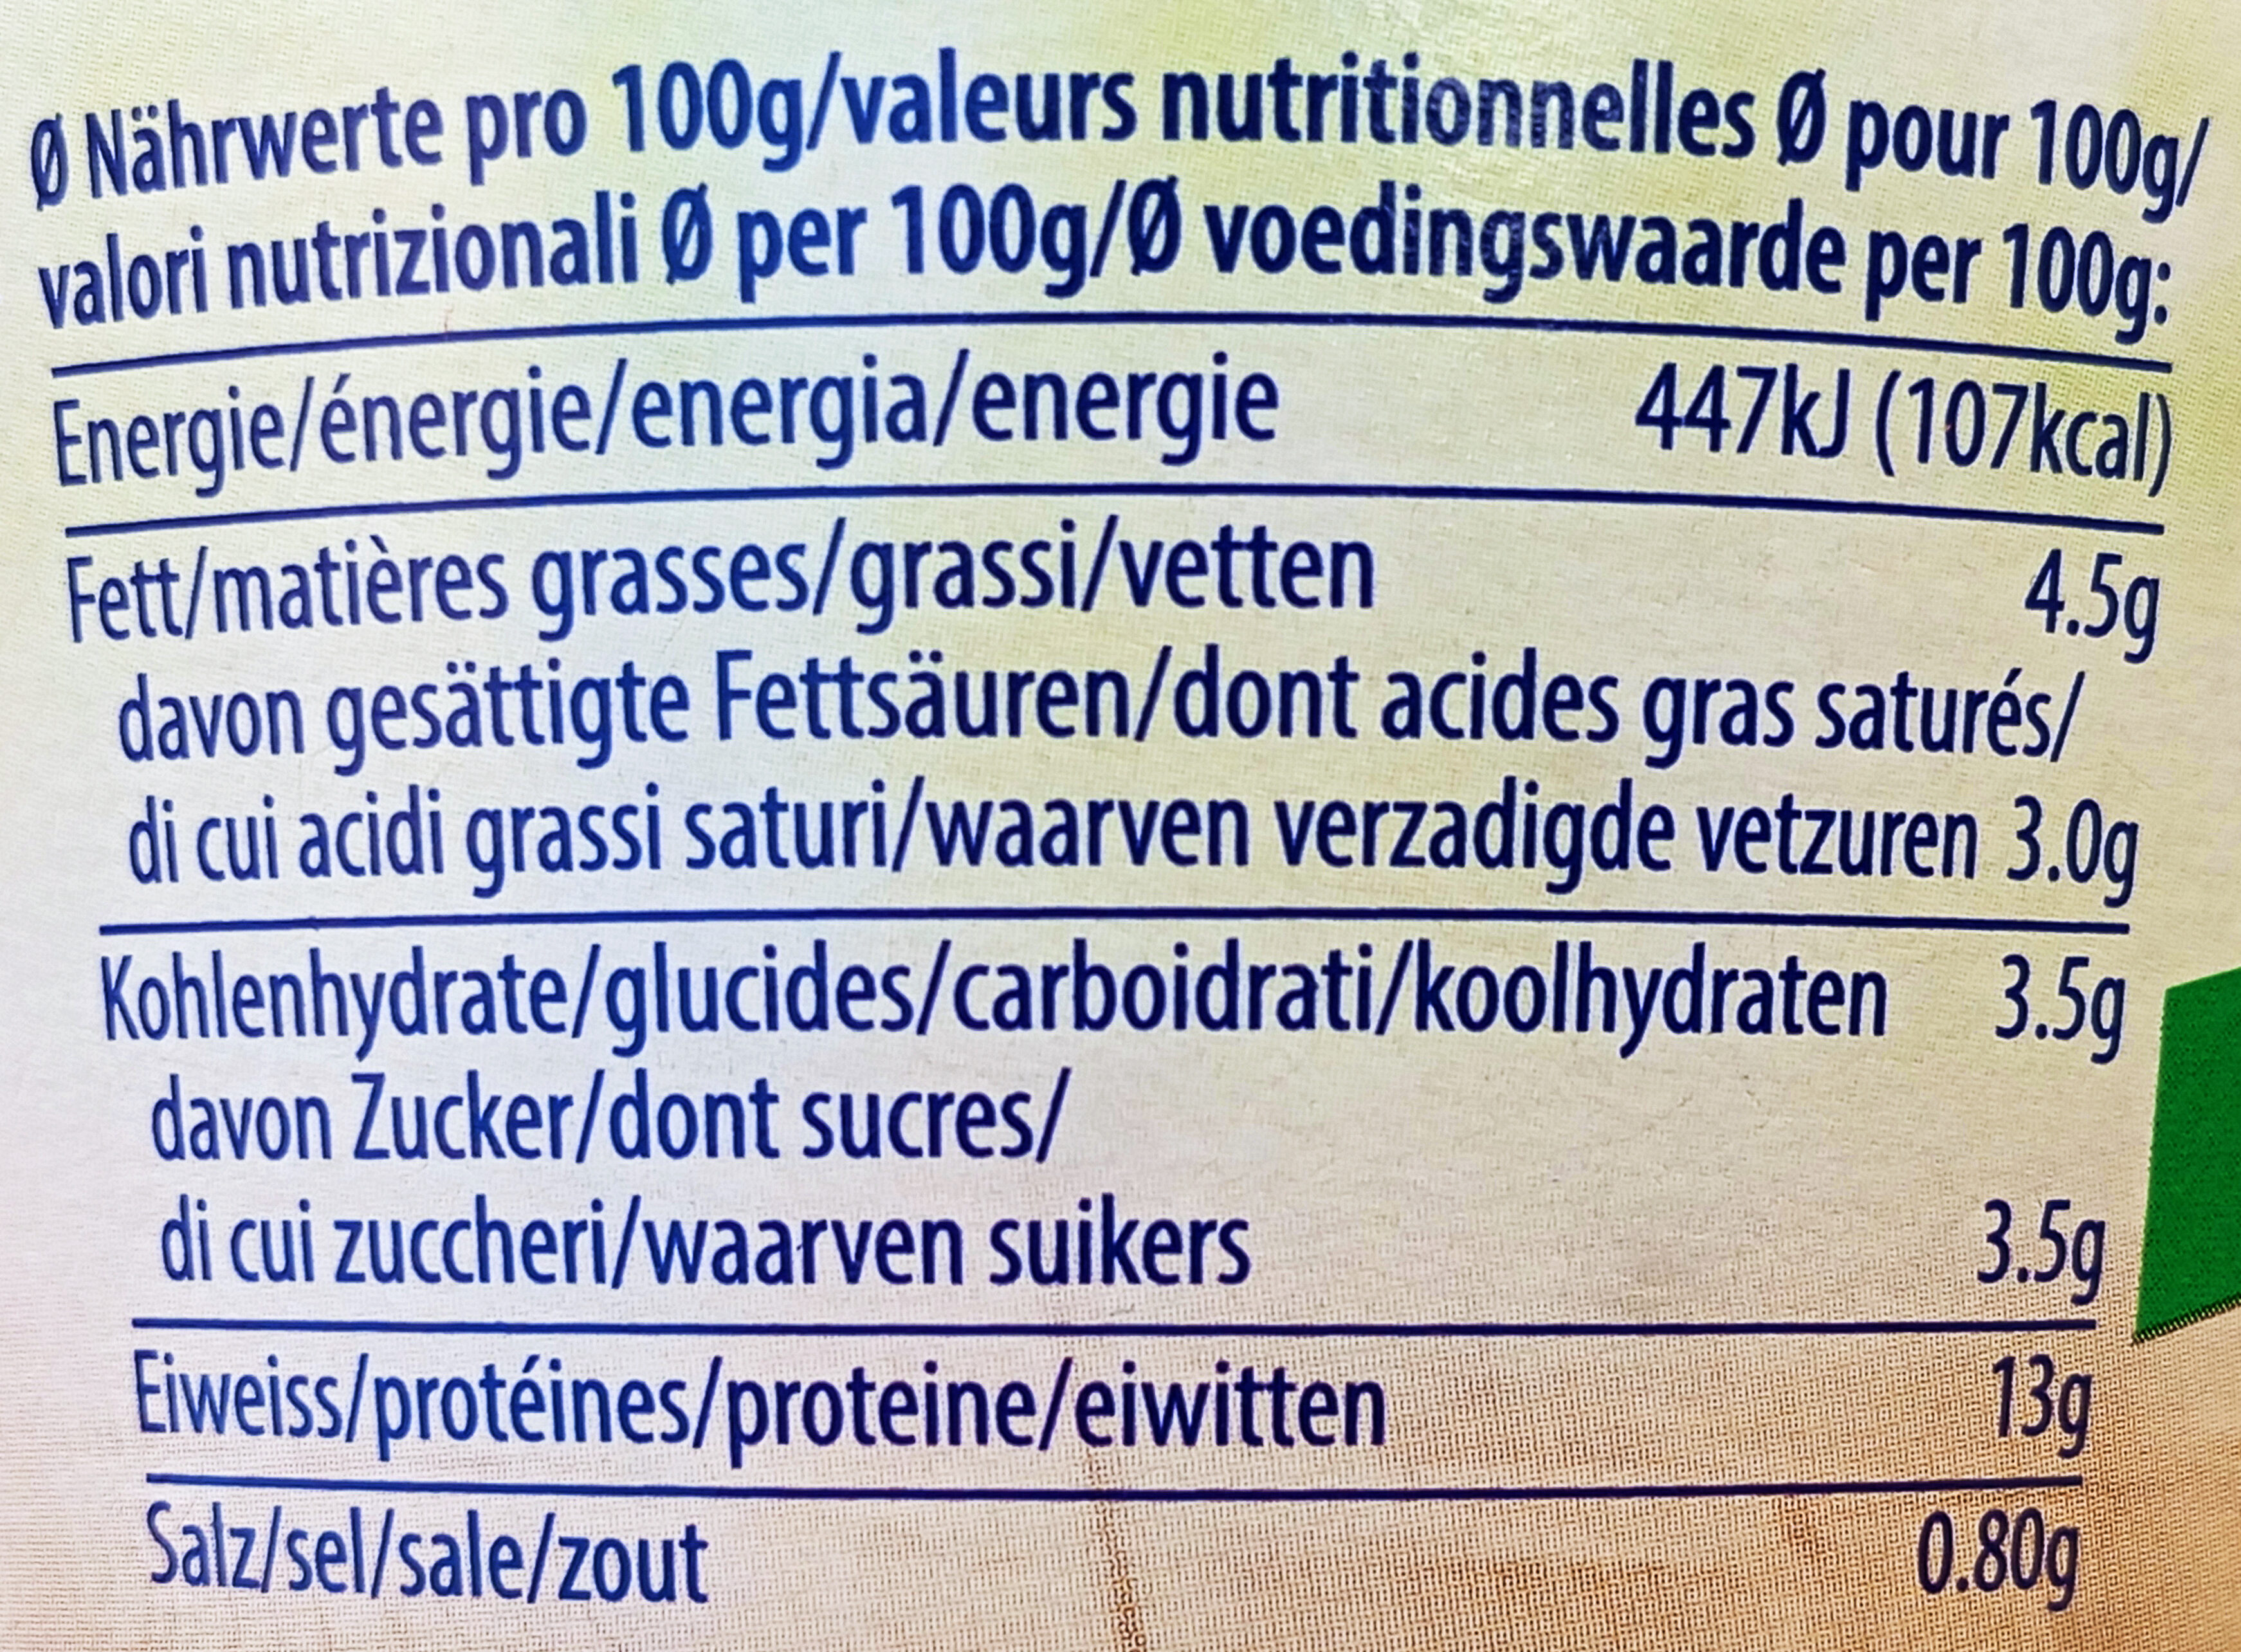 Ø Nährwerte pro 100g/valeurs nutritionnelles Ø pour 100g/
valori nutrizionali Ø per 100g/Ø voedingswaarde per 100g:
Energie/énergie/energia/energie 447kJ (107kcal)
Fett/matières grasses/grassi/vetten 4.5g
davon gesättigte Fettsäuren/dont acides gras saturés/
di cui acidi grassi saturi/waarven verzadigde vetzuren 3.0g
Kohlenhydrate/glucides/carboidrati/koolhydraten 3.5g
davon Zucker/dont sucres/
di cui zuccheri/waarven suikers 3.5g
Eiweiss/protéines/proteine/eiwitten 13g
Salz/sel/sale/zout 0.80g